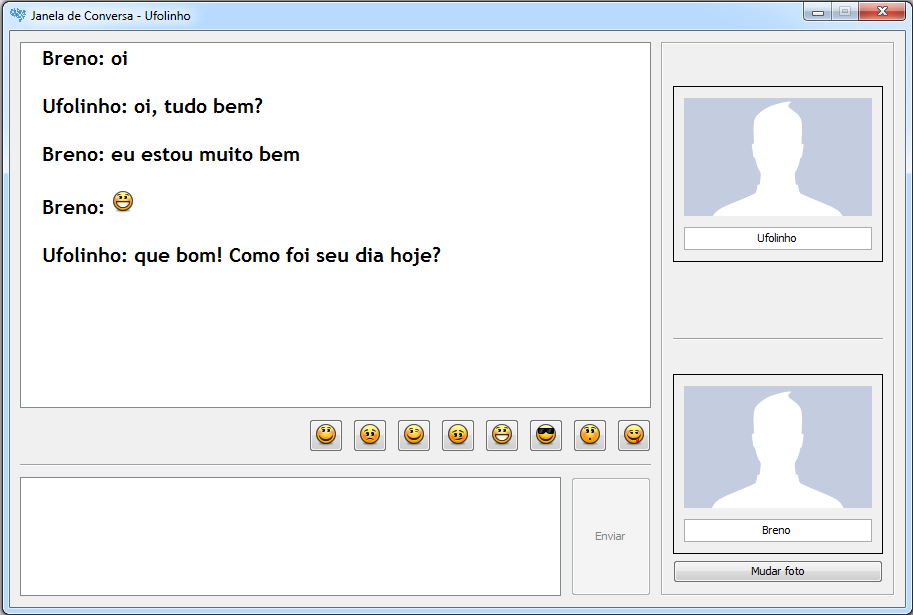 Janela de Conversa - Ufolinho
Breno: oi
Ufolinho: oi, tudo bem?
Breno: eu estou muito bem
Breno:
Ufolinho: que bom! Como foi seu dia hoje?
Enviar
Ufolinho
Breno
Mudar foto